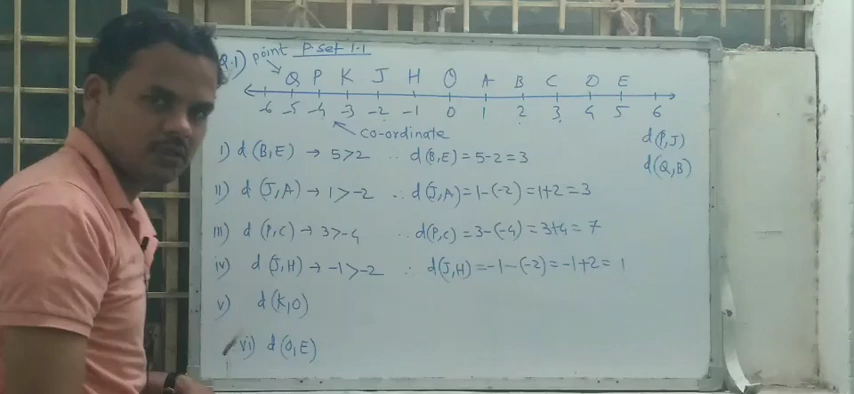 Q.1) point P set 1.1
Q P K J H O A B C D E
-6 -5 -4 -3 -2 -1 0 1 2 3 4 5 6
co-ordinate
d(P,J)
d(Q,B)
i) d(B,E) → 5>2 ∴ d(B,E) = 5-2 = 3
ii) d(J,A) → 1>-2 ∴ d(J,A) = 1-(-2) = 1+2 = 3
iii) d(P,C) → 3>-4 ∴ d(P,C) = 3-(-4) = 3+4 = 7
iv) d(J,H) → -1>-2 ∴ d(J,H) = -1-(-2) = -1+2 = 1
v) d(K,O)
vi) d(O,E)